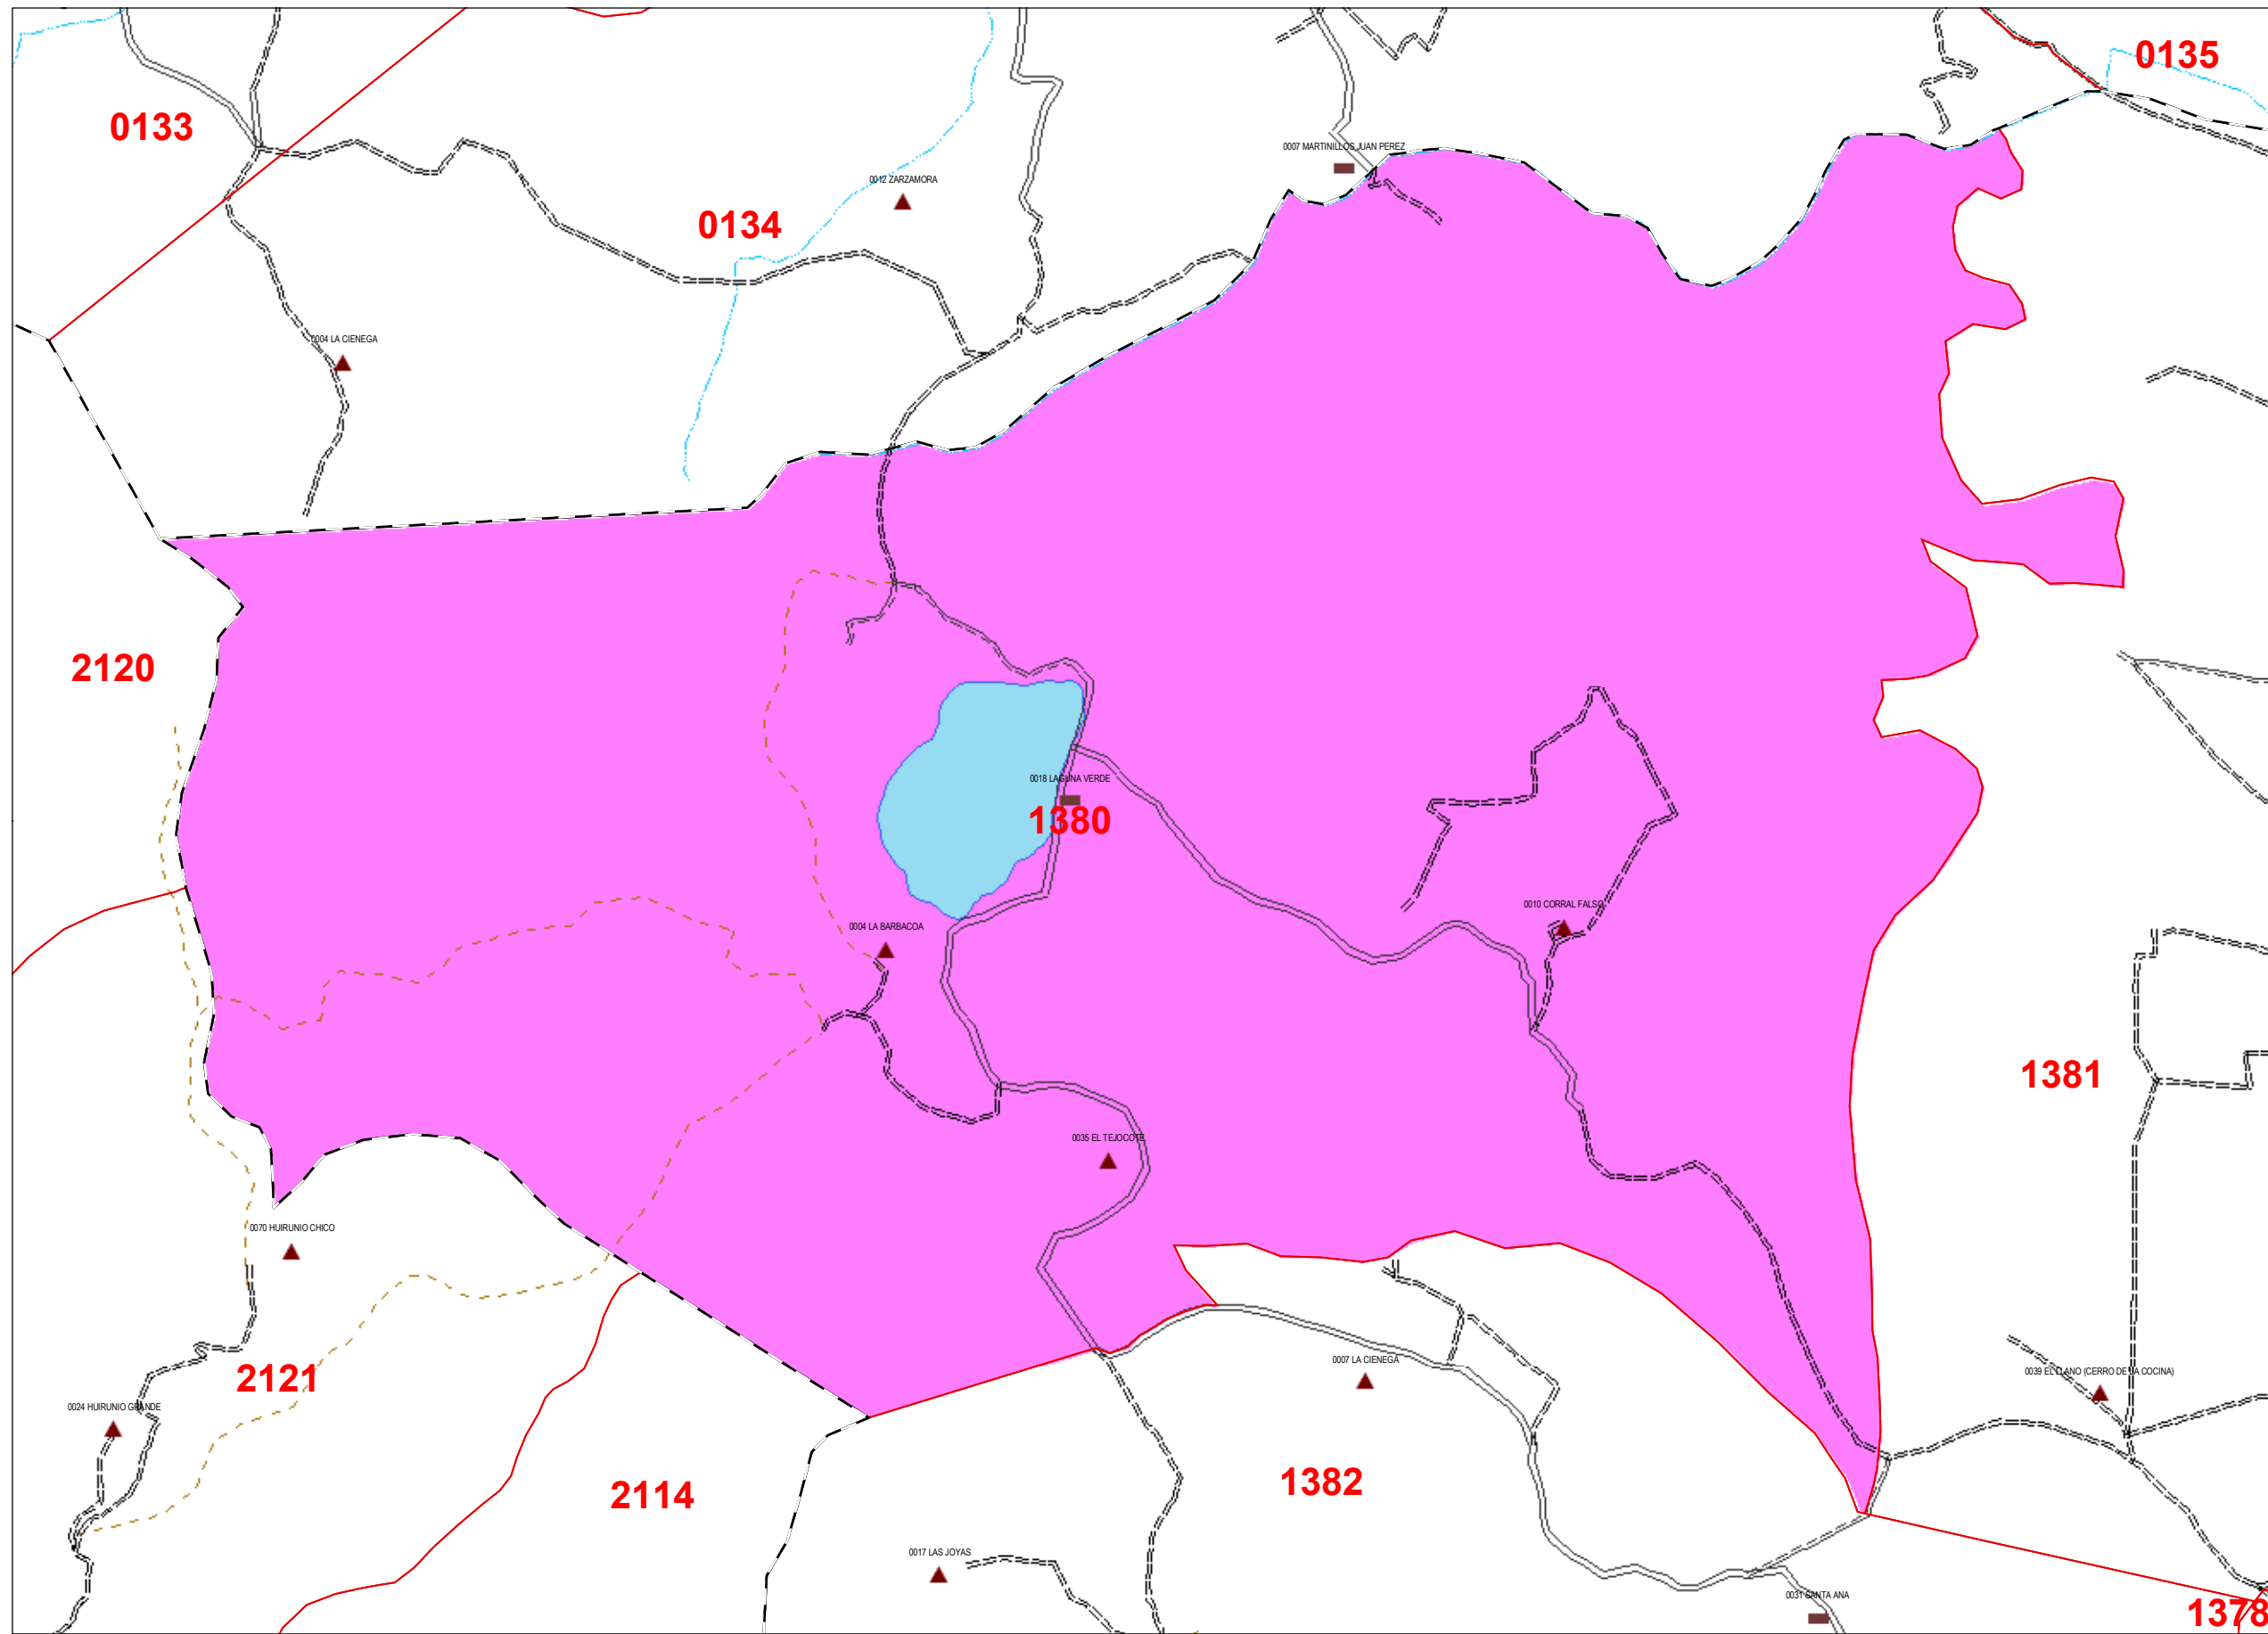 0135
0133
0007 MARTINILLOS JUAN PEREZ
0012 ZARZAMORA
0134
0004 LA CIENEGA
2120
0018 LAGUNA VERDE
1380
0010 CORRAL FALSO
0004 LA BARBACOA
1381
0035 EL TEJOCOTE
0070 HUIRUNIO CHICO
0007 LA CIENEGA
0039 EL LLANO (CERRO DE LA COCINA)
2121
0024 HUIRUNIO GRANDE
1382
2114
0017 LAS JOYAS
0031 SANTA ANA
1378